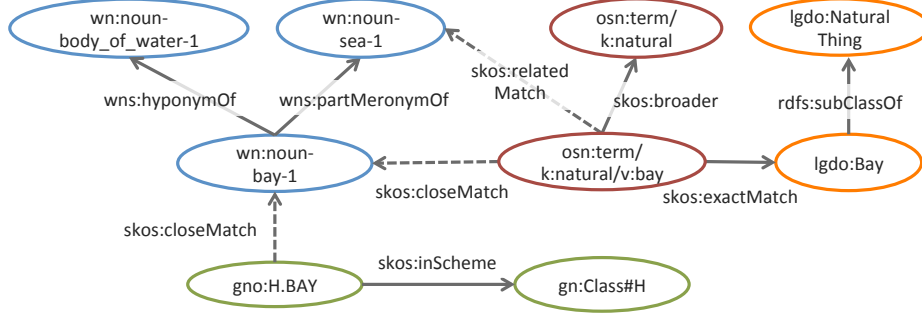 wn:noun-
body_of_water-1
wn:noun-
sea-1
osn:term/
k:natural
lgdo:Natural
Thing
skos:related
Match
wns:hyponymOf
wns:partMeronymOf
skos:broader
rdfs:subClassOf
wn:noun-
bay-1
osn:term/
k:natural/v:bay
lgdo:Bay
skos:closeMatch
skos:exactMatch
skos:closeMatch
skos:inScheme
gno:H.BAY
gn:Class#H